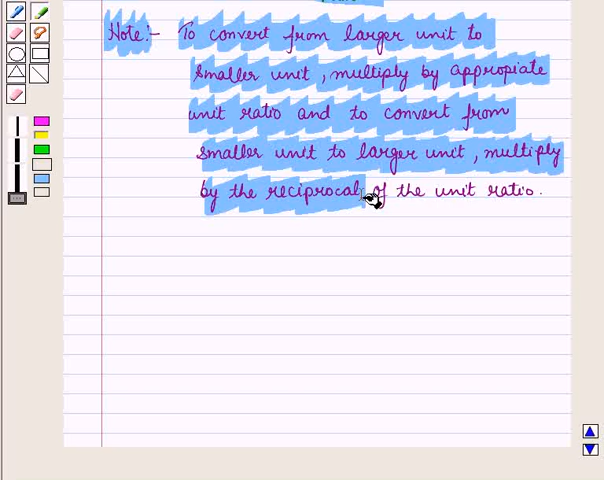 Note:- To convert from larger unit to
smaller unit, multiply by appropiate
unit ratio and to convert from
smaller unit to larger unit, multiply
by the reciprocal of the unit ratio.